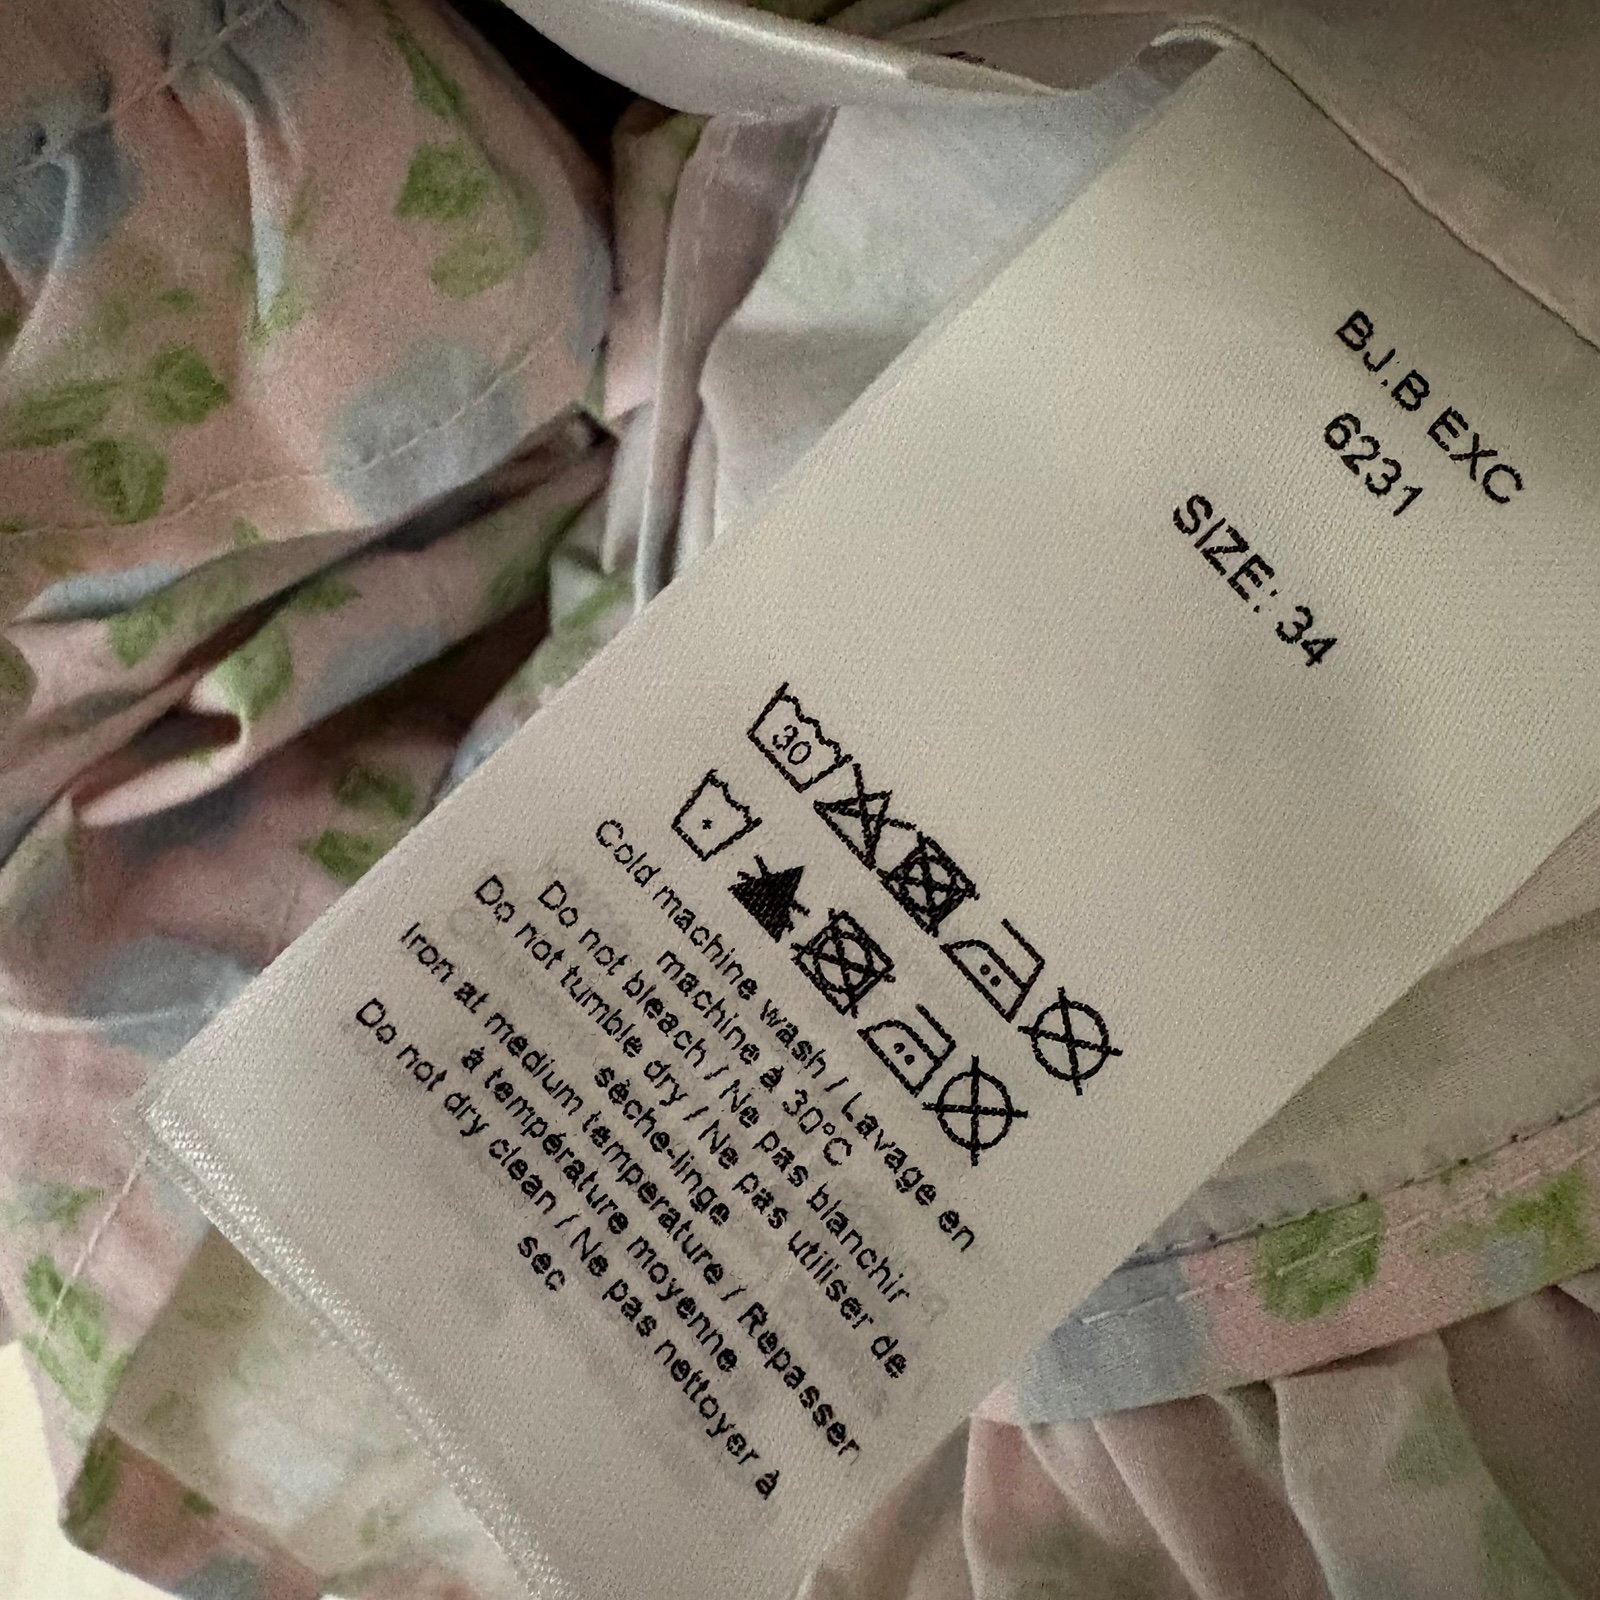 BJ.B EXC
6231
SIZE: 34
30
Cold machine wash / Lavage en
machine à 30°C
Do not bleach / Ne pas blanchir
Do not tumble dry / Ne pas utiliser de
sèche-linge
Iron at medium temperature / Repasser
à température moyenne
Do not dry clean / Ne pas nettoyer à
sec